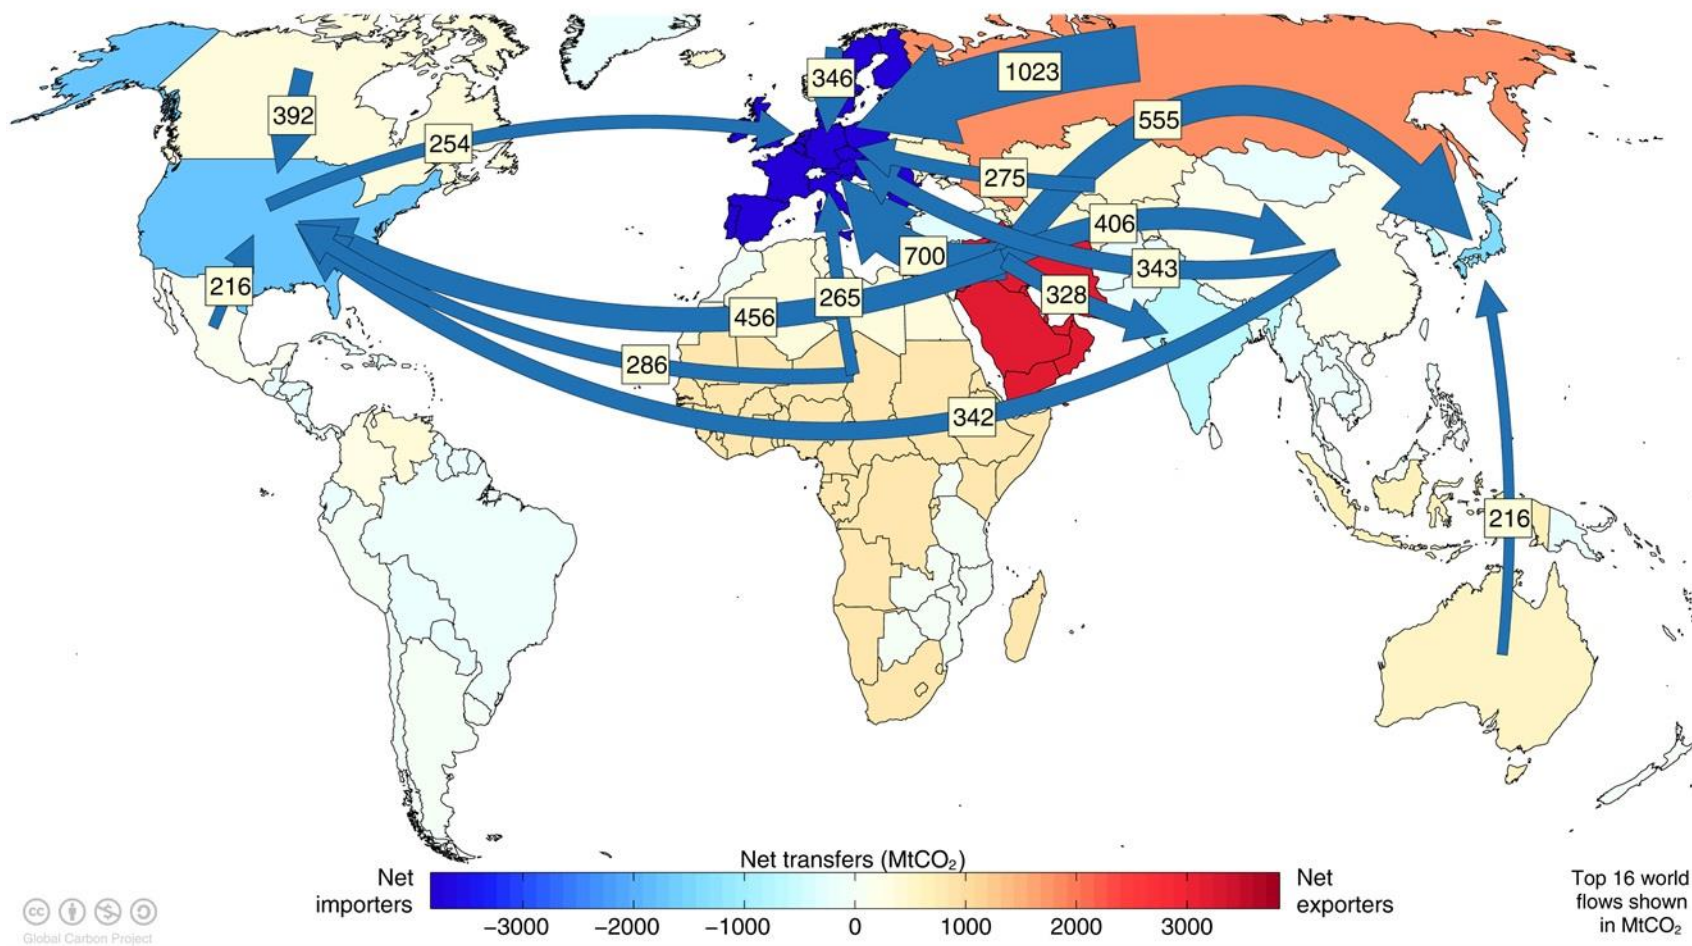 346
1023
392
254
555
275
406
700
343
216
265
328
456
286
342
216
Net transfers (MtCO₂)
Net
importers
−3000
−2000
−1000
0
1000
2000
3000
Net
exporters
Top 16 world
flows shown
in MtCO₂
cc
Global Carbon Project